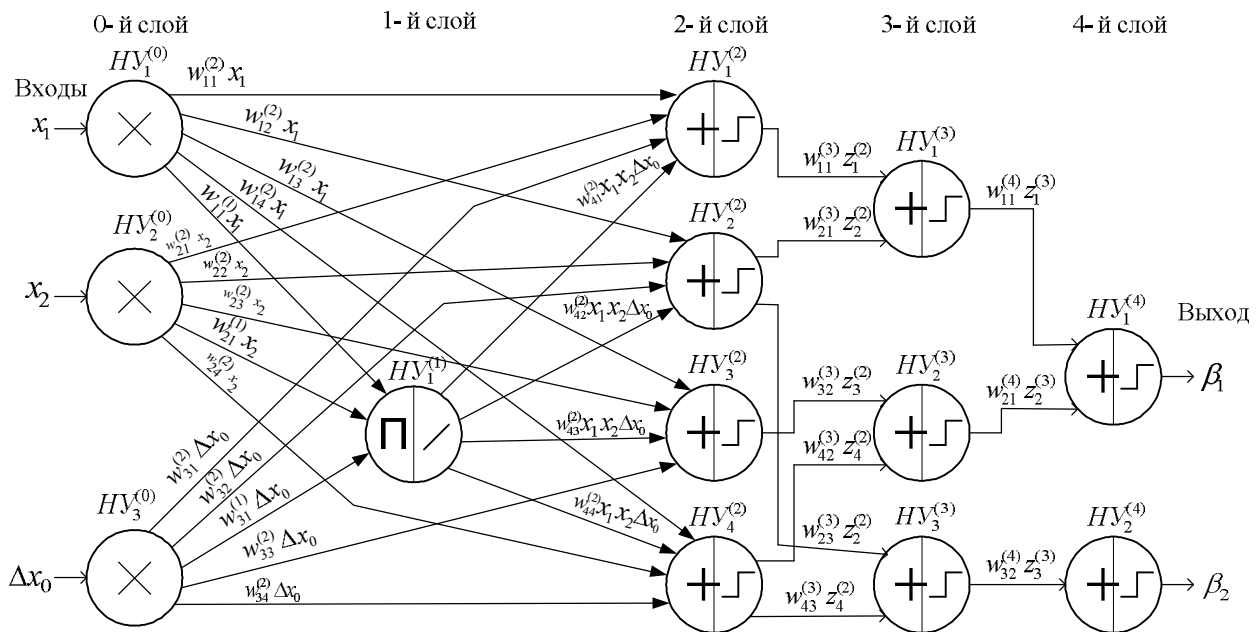 0-й слой
1-й слой
2-й слой
3-й слой
4-й слой
Входы
Выход
x₁
x₂
Δx₀
НУ₁⁽⁰⁾
НУ₂⁽⁰⁾
НУ₃⁽⁰⁾
w₁₁⁽²⁾ x₁
w₁₂⁽²⁾ x₁
w₁₃⁽²⁾ x₁
w₁₄⁽²⁾ x₁
w₁₁⁽¹⁾ x₁
w₂₁⁽²⁾ x₂
w₂₂⁽²⁾ x₂
w₂₃⁽²⁾ x₂
w₂₁⁽¹⁾ x₂
w₂₄⁽²⁾ x₂
w₃₁⁽²⁾ Δx₀
w₃₂⁽²⁾ Δx₀
w₃₁⁽¹⁾ Δx₀
w₃₃⁽²⁾ Δx₀
w₃₄⁽²⁾ Δx₀
НУ₁⁽¹⁾
П
w₄₁⁽²⁾ x₁ x₂ Δx₀
w₄₂⁽²⁾ x₁ x₂ Δx₀
w₄₃⁽²⁾ x₁ x₂ Δx₀
w₄₄⁽²⁾ x₁ x₂ Δx₀
НУ₁⁽²⁾
НУ₂⁽²⁾
НУ₃⁽²⁾
НУ₄⁽²⁾
w₁₁⁽³⁾ z₁⁽²⁾
w₂₁⁽³⁾ z₂⁽²⁾
w₃₂⁽³⁾ z₃⁽²⁾
w₄₂⁽³⁾ z₄⁽²⁾
w₂₃⁽³⁾ z₂⁽²⁾
w₄₃⁽³⁾ z₄⁽²⁾
НУ₁⁽³⁾
НУ₂⁽³⁾
НУ₃⁽³⁾
w₁₁⁽⁴⁾ z₁⁽³⁾
w₂₁⁽⁴⁾ z₂⁽³⁾
w₃₂⁽⁴⁾ z₃⁽³⁾
НУ₁⁽⁴⁾
НУ₂⁽⁴⁾
β₁
β₂